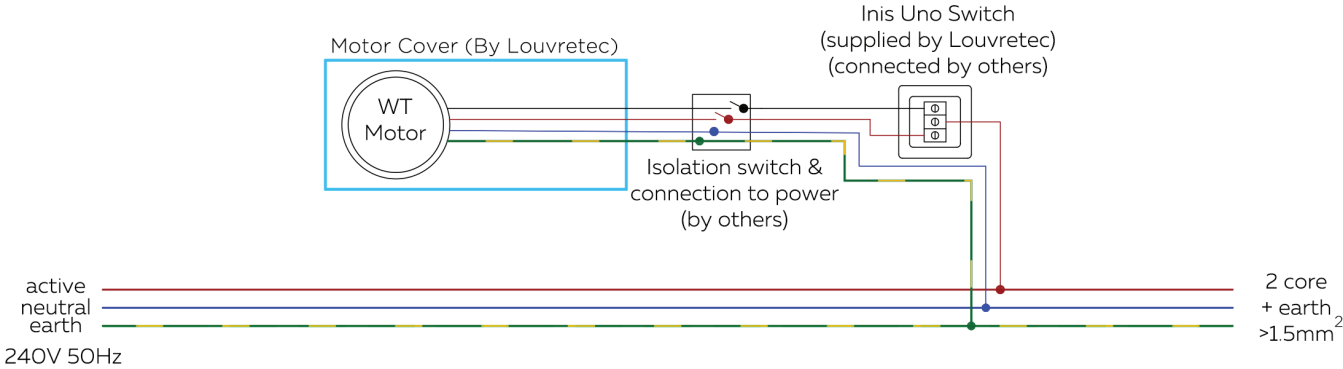 Inis Uno Switch
(supplied by Louvretec)
(connected by others)
Motor Cover (By Louvretec)
WT
Motor
Isolation switch &
connection to power
(by others)
active
neutral
earth
240V 50Hz
2 core
+ earth
>1.5mm²